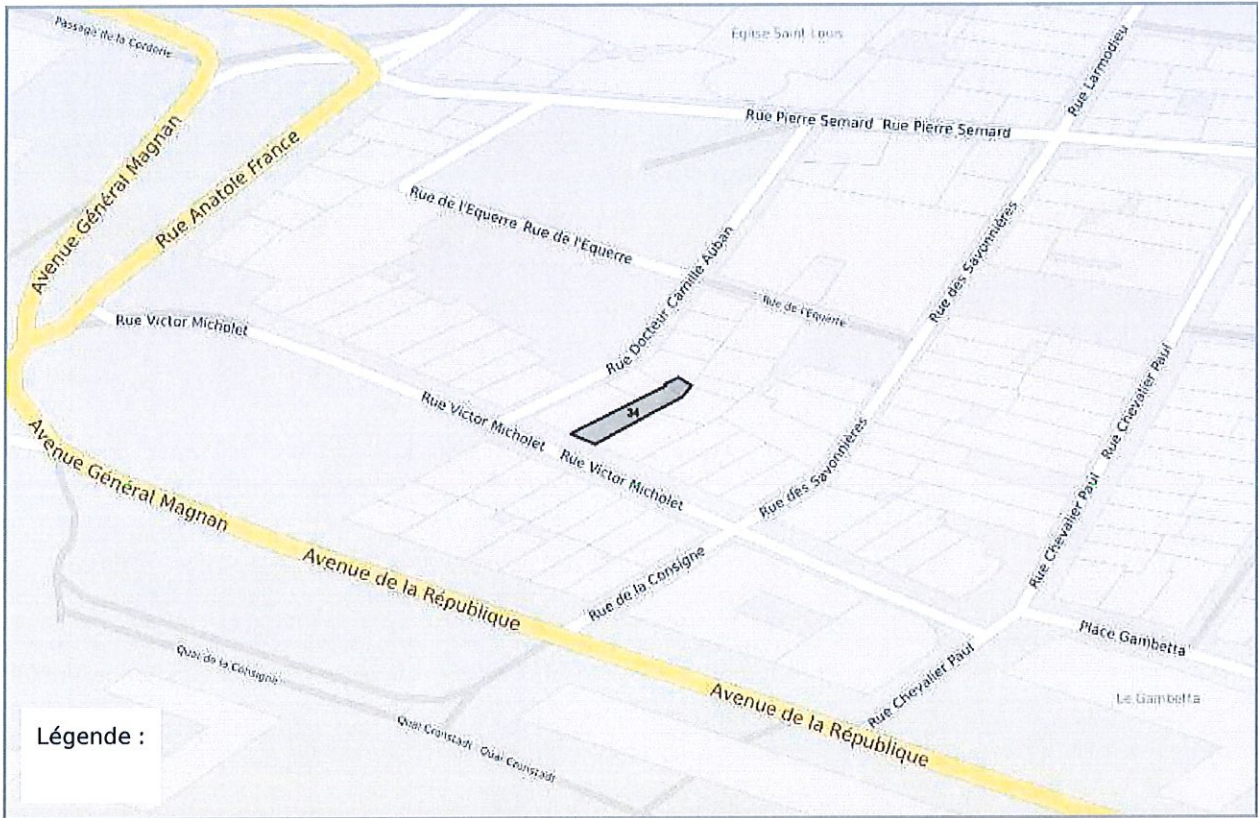 Passage de la Corderie
Eglise Saint Louis
Rue Larmodieu
Avenue Général Magnan
Rue Anatole France
Rue Pierre Semard Rue Pierre Semard
Rue de l'Equerre Rue de l'Equerre
Rue Docteur Camille Auban
Rue des Savonnières
Rue de l'Equerre
Rue Victor Micholet
Rue Chevalier Paul
34
Rue Victor Micholet
Rue Victor Micholet
Rue des Savonnières
Rue Chevalier Paul
Avenue Général Magnan
Avenue de la République
Rue de la Consigne
Place Gambetta
Quai de la Consigne
Rue Chevalier Paul
Avenue de la République
Le Gambetta
Quai Cronstadt Quai Cronstadt
Légende :